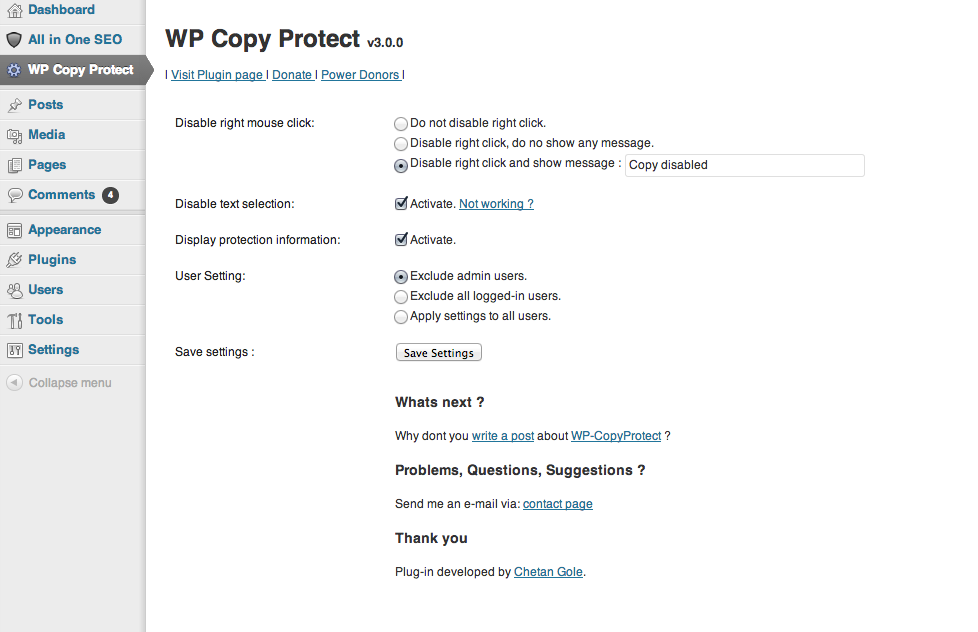 Dashboard
All in One SEO
WP Copy Protect
Posts
Media
Pages
Comments 4
Appearance
Plugins
Users
Tools
Settings
Collapse menu
WP Copy Protect v3.0.0
| Visit Plugin page | Donate | Power Donors |
Disable right mouse click:
Do not disable right click.
Disable right click, do no show any message.
Disable right click and show message : Copy disabled
Disable text selection:
Activate. Not working ?
Display protection information:
Activate.
User Setting:
Exclude admin users.
Exclude all logged-in users.
Apply settings to all users.
Save settings :
Save Settings
Whats next ?
Why dont you write a post about WP-CopyProtect ?
Problems, Questions, Suggestions ?
Send me an e-mail via: contact page
Thank you
Plug-in developed by Chetan Gole.